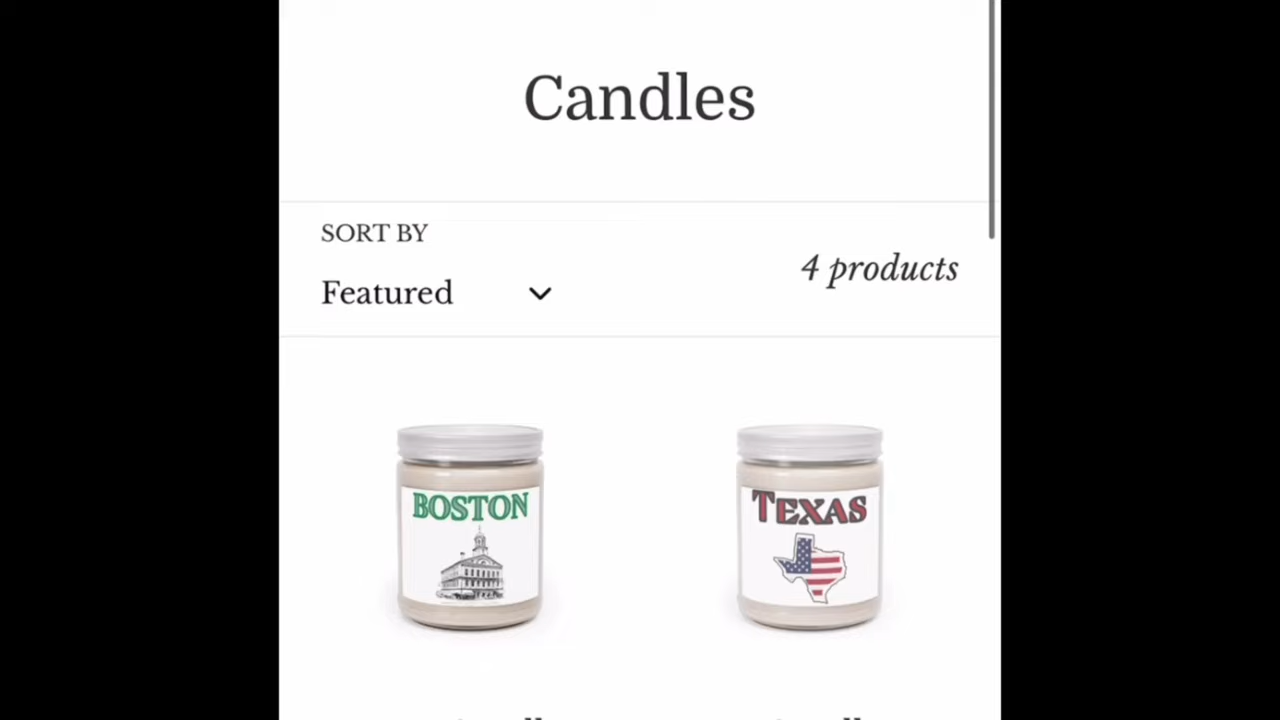 Candles
SORT BY
4 products
Featured
BOSTON
TEXAS